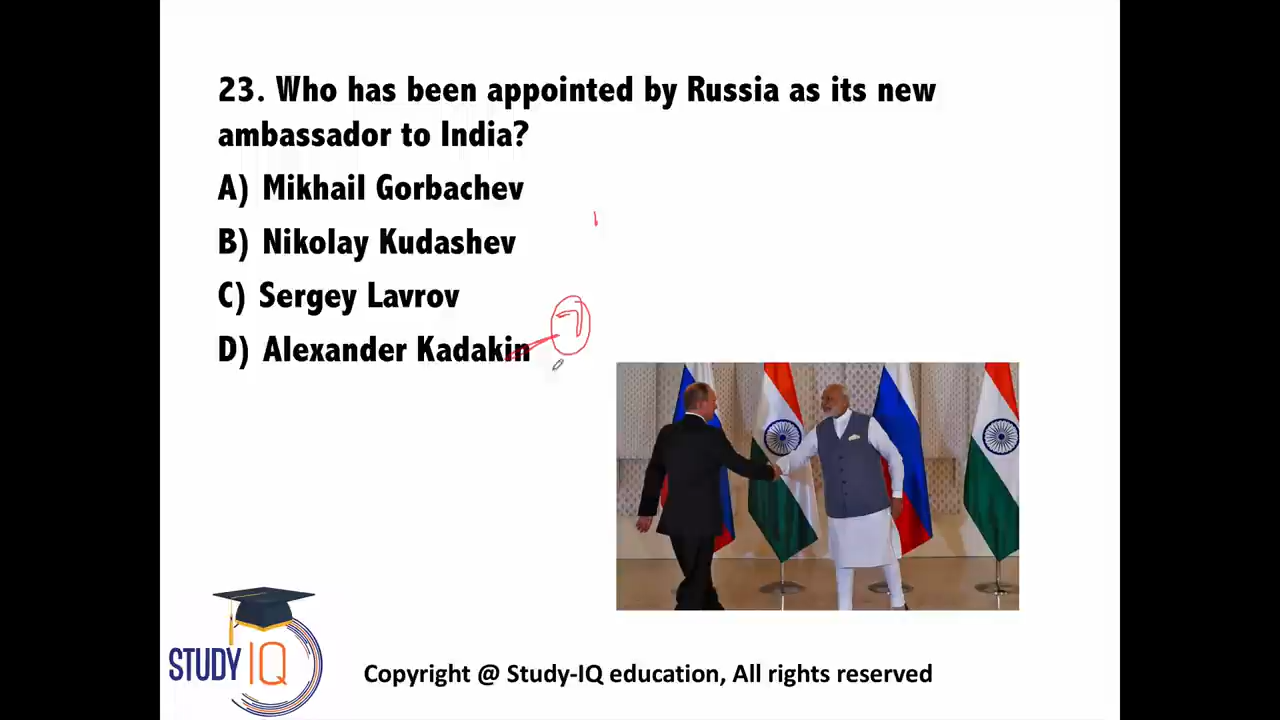 23. Who has been appointed by Russia as its new
ambassador to India?
A) Mikhail Gorbachev
B) Nikolay Kudashev
C) Sergey Lavrov
D) Alexander Kadakin
STUDY IQ
Copyright @ Study-IQ education, All rights reserved